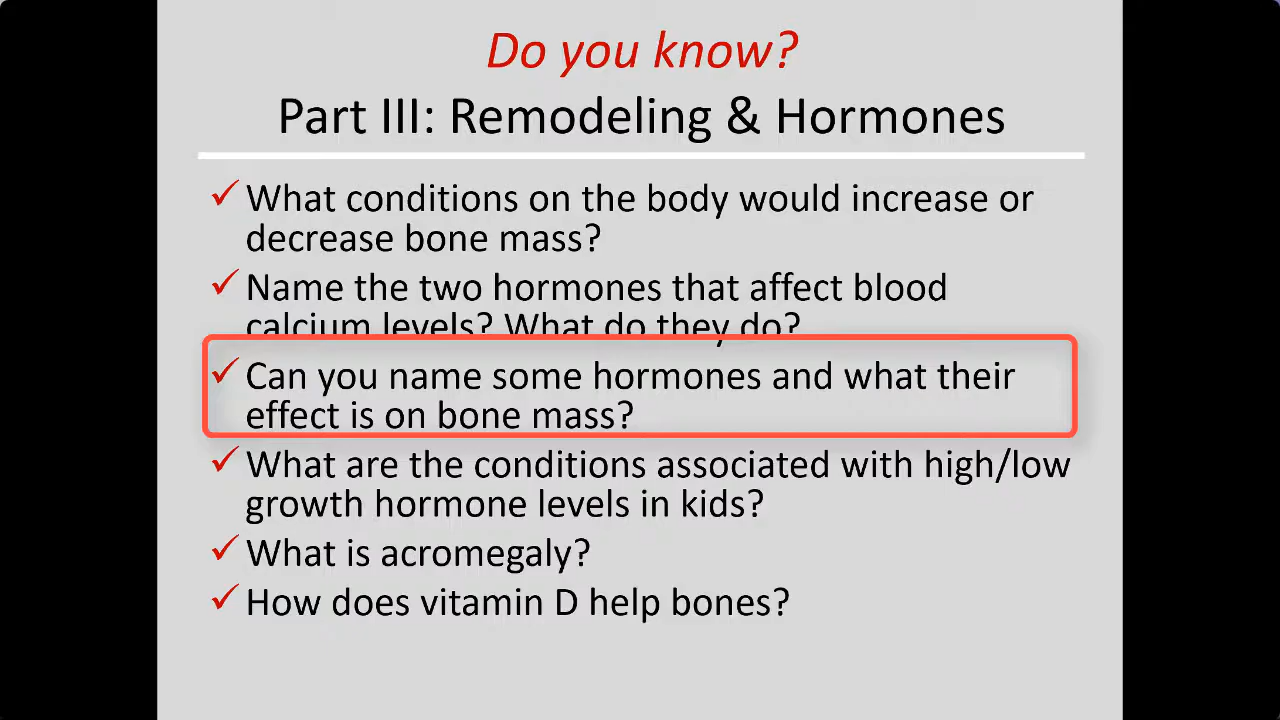 Do you know?
Part III: Remodeling & Hormones
✓ What conditions on the body would increase or
decrease bone mass?
✓ Name the two hormones that affect blood
calcium levels? What do they do?
✓ Can you name some hormones and what their
effect is on bone mass?
✓ What are the conditions associated with high/low
growth hormone levels in kids?
✓ What is acromegaly?
✓ How does vitamin D help bones?